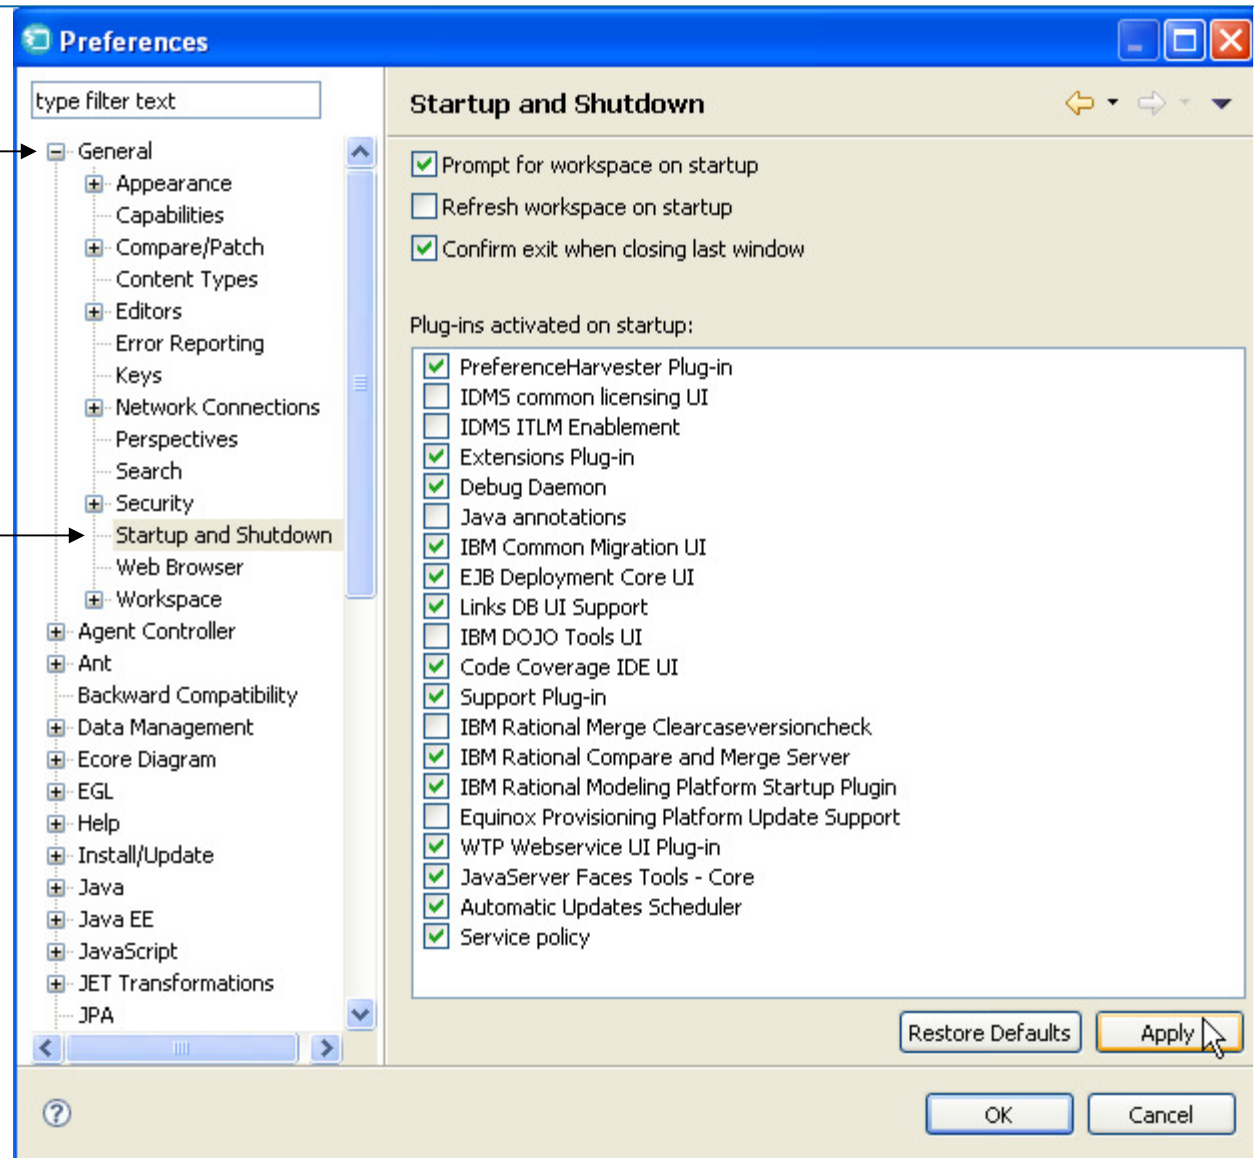 Preferences
type filter text
General
Appearance
Capabilities
Compare/Patch
Content Types
Editors
Error Reporting
Keys
Network Connections
Perspectives
Search
Security
Startup and Shutdown
Web Browser
Workspace
Agent Controller
Ant
Backward Compatibility
Data Management
Ecore Diagram
EGL
Help
Install/Update
Java
Java EE
JavaScript
JET Transformations
JPA
Startup and Shutdown
Prompt for workspace on startup
Refresh workspace on startup
Confirm exit when closing last window
Plug-ins activated on startup:
PreferenceHarvester Plug-in
IDMS common licensing UI
IDMS ITLM Enablement
Extensions Plug-in
Debug Daemon
Java annotations
IBM Common Migration UI
EJB Deployment Core UI
Links DB UI Support
IBM DOJO Tools UI
Code Coverage IDE UI
Support Plug-in
IBM Rational Merge Clearcaseversioncheck
IBM Rational Compare and Merge Server
IBM Rational Modeling Platform Startup Plugin
Equinox Provisioning Platform Update Support
WTP Webservice UI Plug-in
JavaServer Faces Tools - Core
Automatic Updates Scheduler
Service policy
Restore Defaults Apply
? OK Cancel